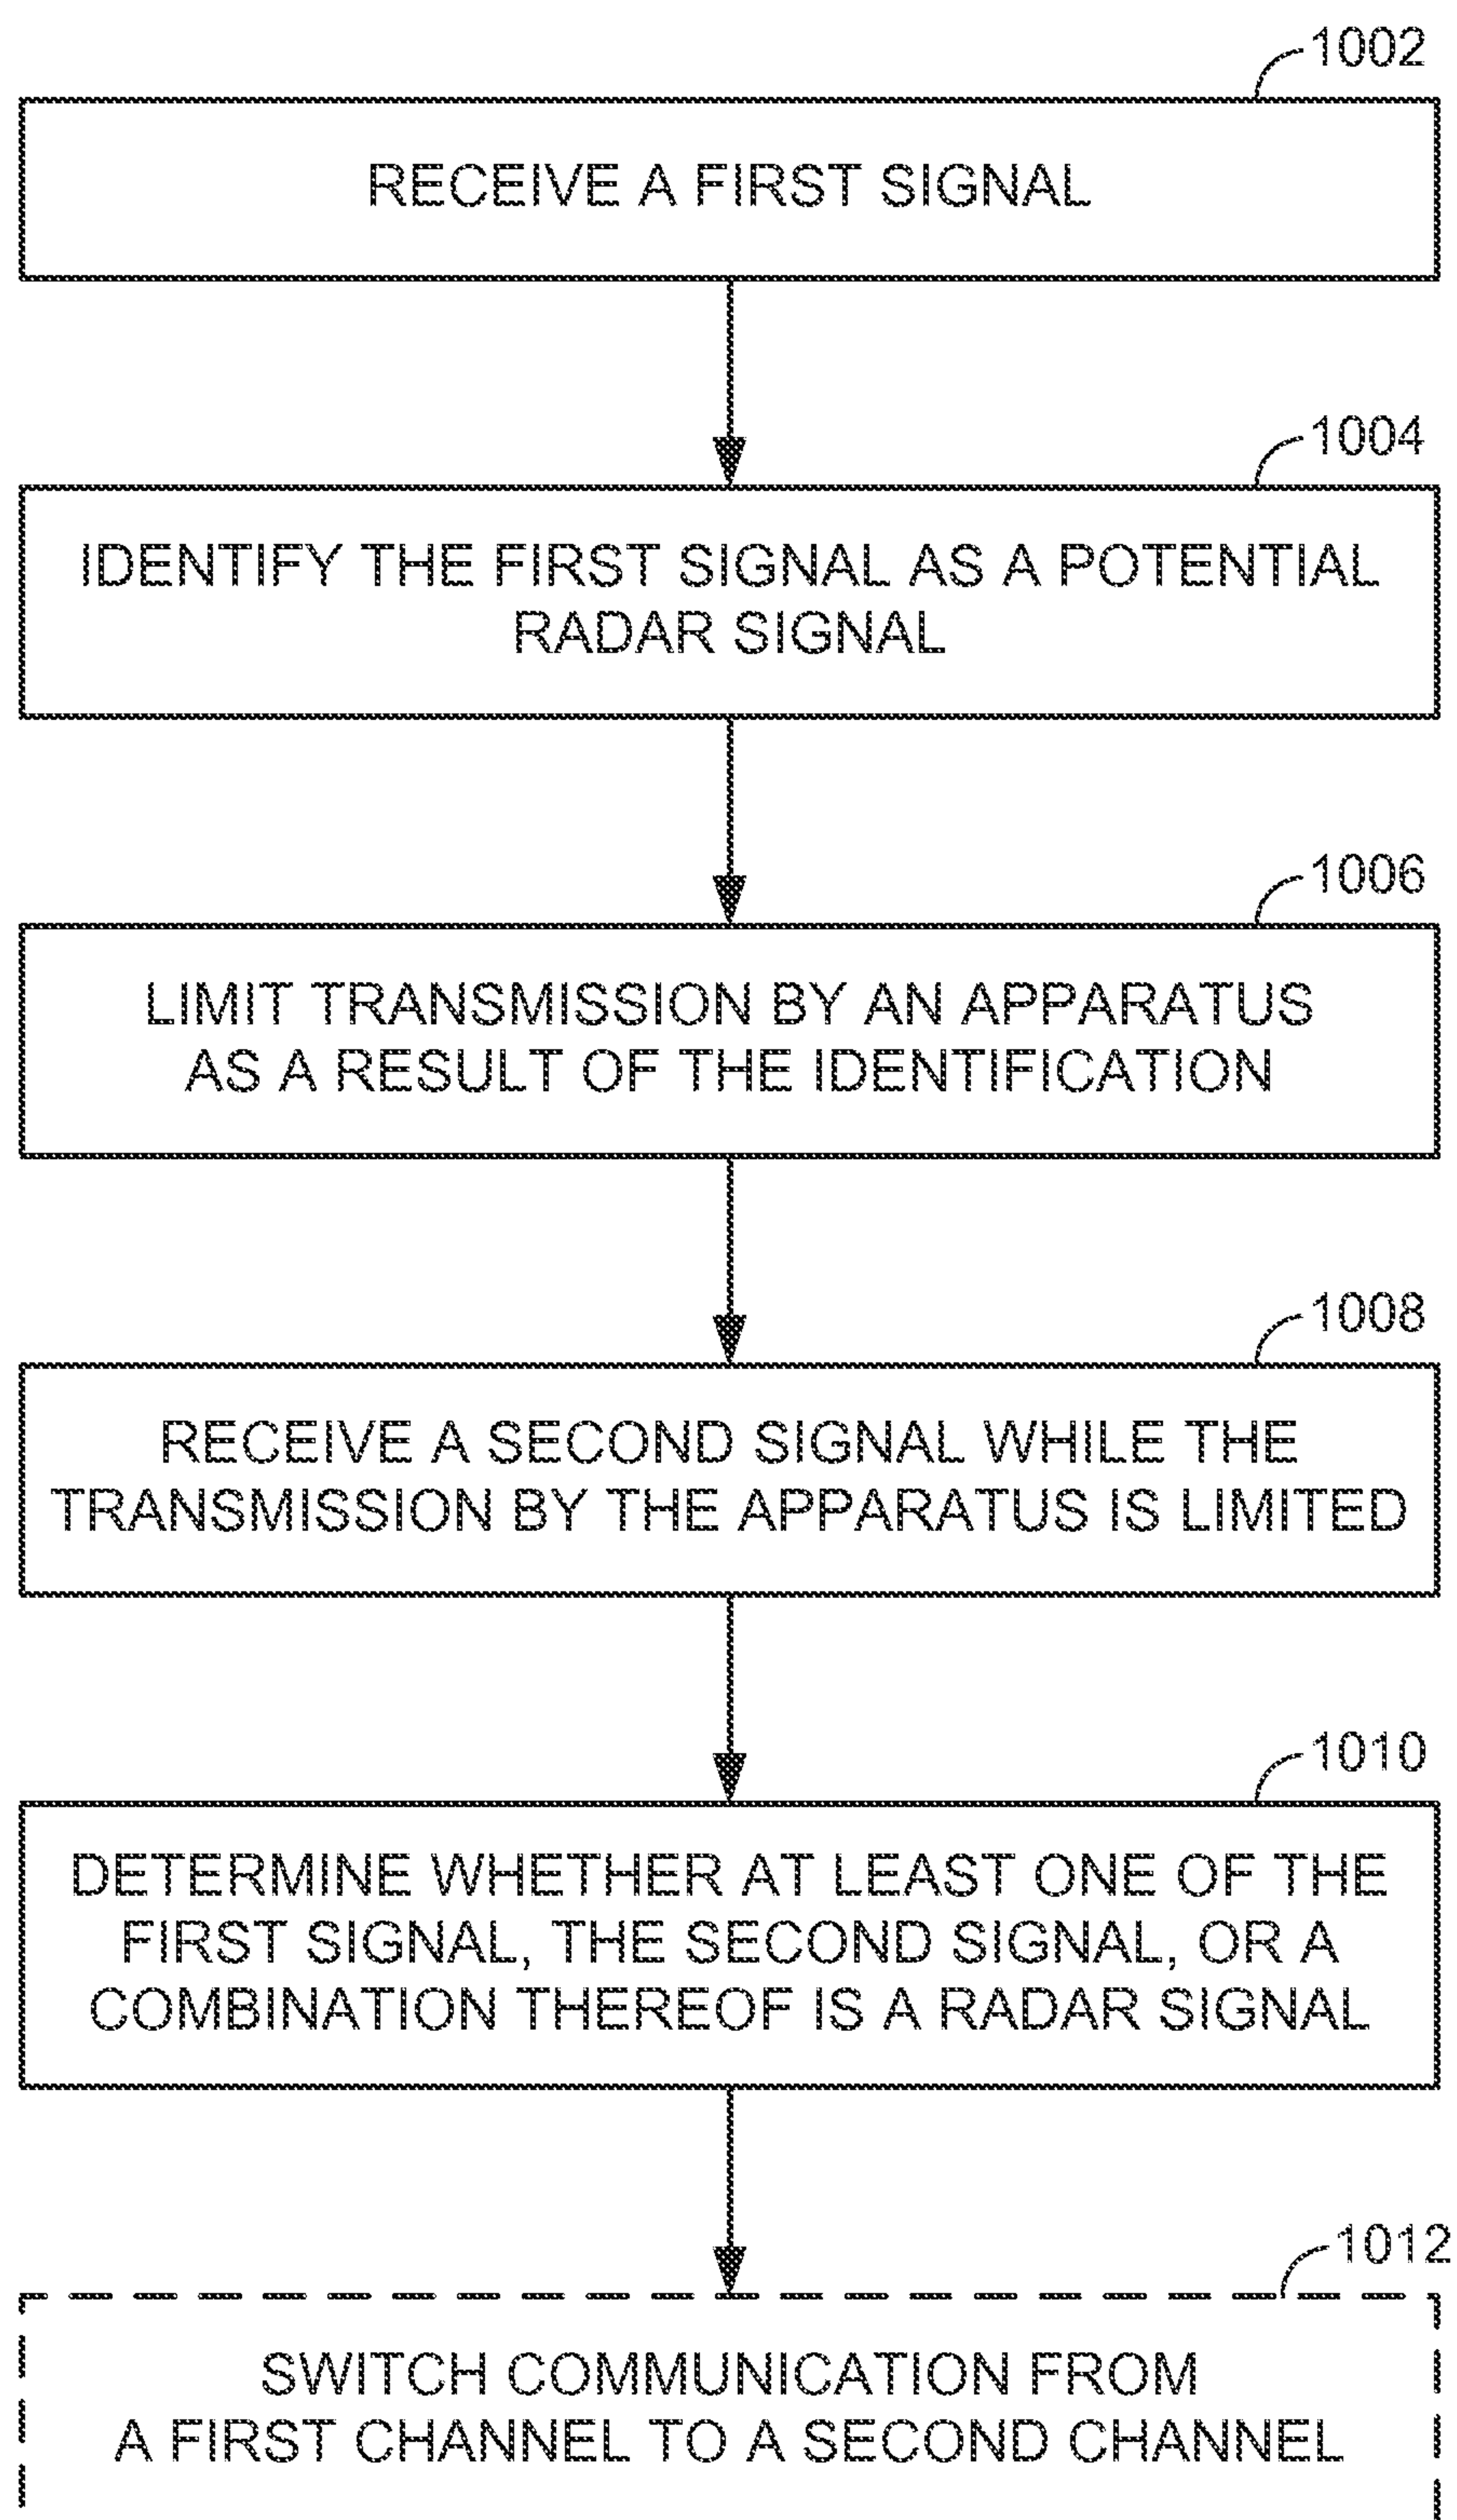 1002
RECEIVE A FIRST SIGNAL
1004
IDENTIFY THE FIRST SIGNAL AS A POTENTIAL
RADAR SIGNAL
1006
LIMIT TRANSMISSION BY AN APPARATUS
AS A RESULT OF THE IDENTIFICATION
1008
RECEIVE A SECOND SIGNAL WHILE THE
TRANSMISSION BY THE APPARATUS IS LIMITED
1010
DETERMINE WHETHER AT LEAST ONE OF THE
FIRST SIGNAL, THE SECOND SIGNAL, OR A
COMBINATION THEREOF IS A RADAR SIGNAL
1012
SWITCH COMMUNICATION FROM
A FIRST CHANNEL TO A SECOND CHANNEL